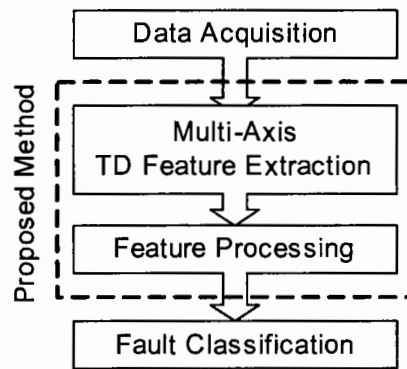 Data Acquisition
Proposed Method
Multi-Axis
TD Feature Extraction
Feature Processing
Fault Classification